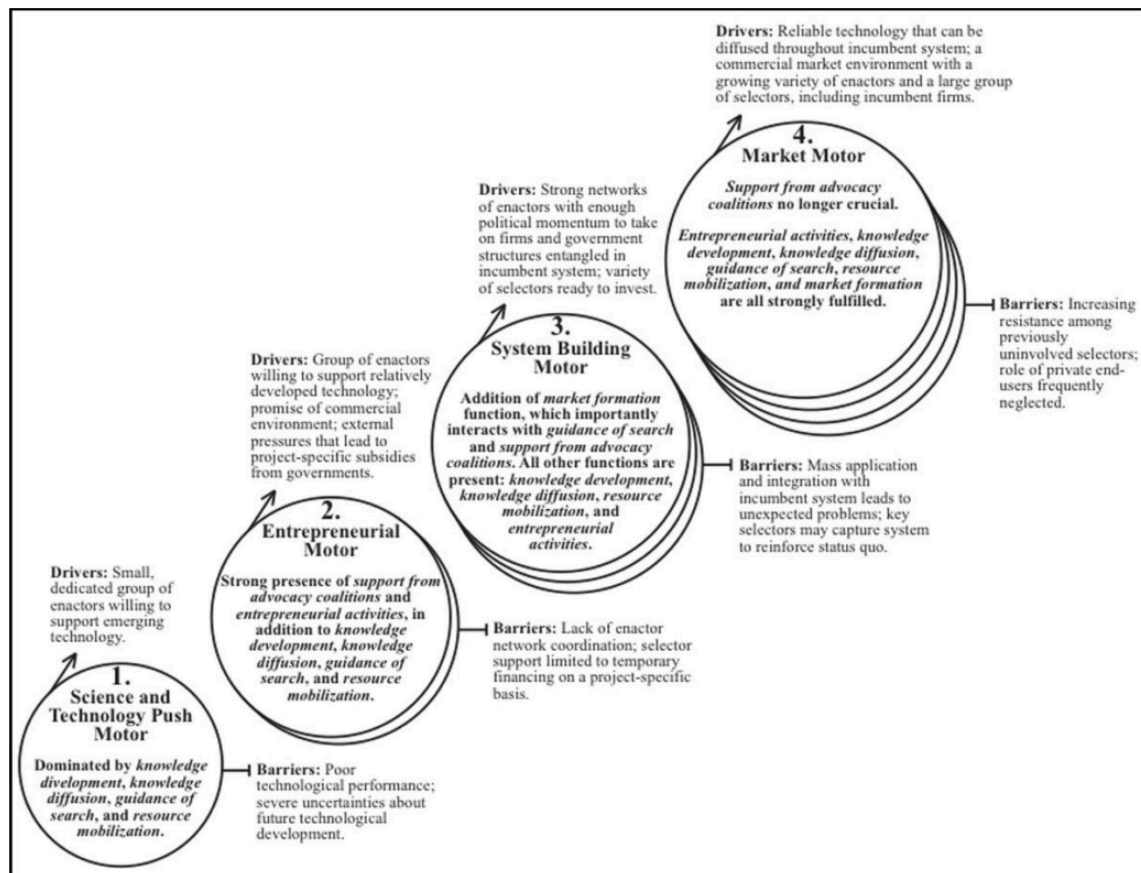 Drivers: Small,
dedicated group of
enactors willing to
support emerging
technology.
1.
Science and
Technology Push
Motor
Dominated by knowledge
divelopment, knowledge
diffusion, guidance of
search, and resource
mobilization.
Barriers: Poor
technological performance;
severe uncertainties about
future technological
development.
Drivers: Group of enactors
willing to support relatively
developed technology;
promise of commercial
environment; external
pressures that lead to
project-specific subsidies
from governments.
2.
Entrepreneurial
Motor
Strong presence of support from
advocacy coalitions and
entrepreneurial activities, in
addition to knowledge
development, knowledge
diffusion, guidance of
search, and resource
mobilization.
Barriers: Lack of enactor
network coordination; selector
support limited to temporary
financing on a project-specific
basis.
Drivers: Strong networks
of enactors with enough
political momentum to take
on firms and government
structures entangled in
incumbent system; variety
of selectors ready to invest.
3.
System Building
Motor
Addition of market formation
function, which importantly
interacts with guidance of search
and support from advocacy
coalitions. All other functions are
present: knowledge development,
knowledge diffusion, resource
mobilization, and
entrepreneurial
activities.
Barriers: Mass application
and integration with
incumbent system leads to
unexpected problems; key
selectors may capture system
to reinforce status quo.
Drivers: Reliable technology that can be
diffused throughout incumbent system; a
commercial market environment with a
growing variety of enactors and a large group
of selectors, including incumbent firms.
4.
Market Motor
Support from advocacy
coalitions no longer crucial.
Entrepreneurial activities, knowledge
development, knowledge diffusion,
guidance of search, resource
mobilization, and market formation
are all strongly fulfilled.
Barriers: Increasing
resistance among
previously
uninvolved selectors;
role of private end-
users frequently
neglected.